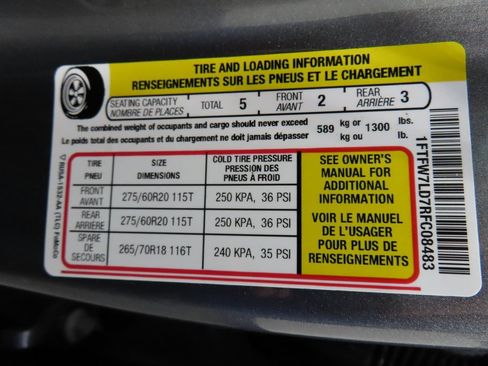 TIRE AND LOADING INFORMATION
RENSEIGNEMENTS SUR LES PNEUS ET LE CHARGEMENT
SEATING CAPACITY TOTAL 5 FRONT 2 REAR 3
NOMBRE DE PLACES AVANT ARRIÈRE
The combined weight of occupants and cargo should never exceed 589 kg or 1300 lbs.
Le poids total des occupants et du chargement ne doit jamais dépasser kg ou lb.
TIRE SIZE COLD TIRE PRESSURE
PNEU DIMENSIONS PRESSION DES
PNEUS À FROID
FRONT
AVANT 275/60R20 115T 250 KPA, 36 PSI
REAR
ARRIÈRE 275/60R20 115T 250 KPA, 36 PSI
SPARE
DE
SECOURS 265/70R18 116T 240 KPA, 35 PSI
SEE OWNER'S
MANUAL FOR
ADDITIONAL
INFORMATION
VOIR LE MANUEL
DE L'USAGER
POUR PLUS DE
RENSEIGNEMENTS
1FTFW7LD7RFC08483